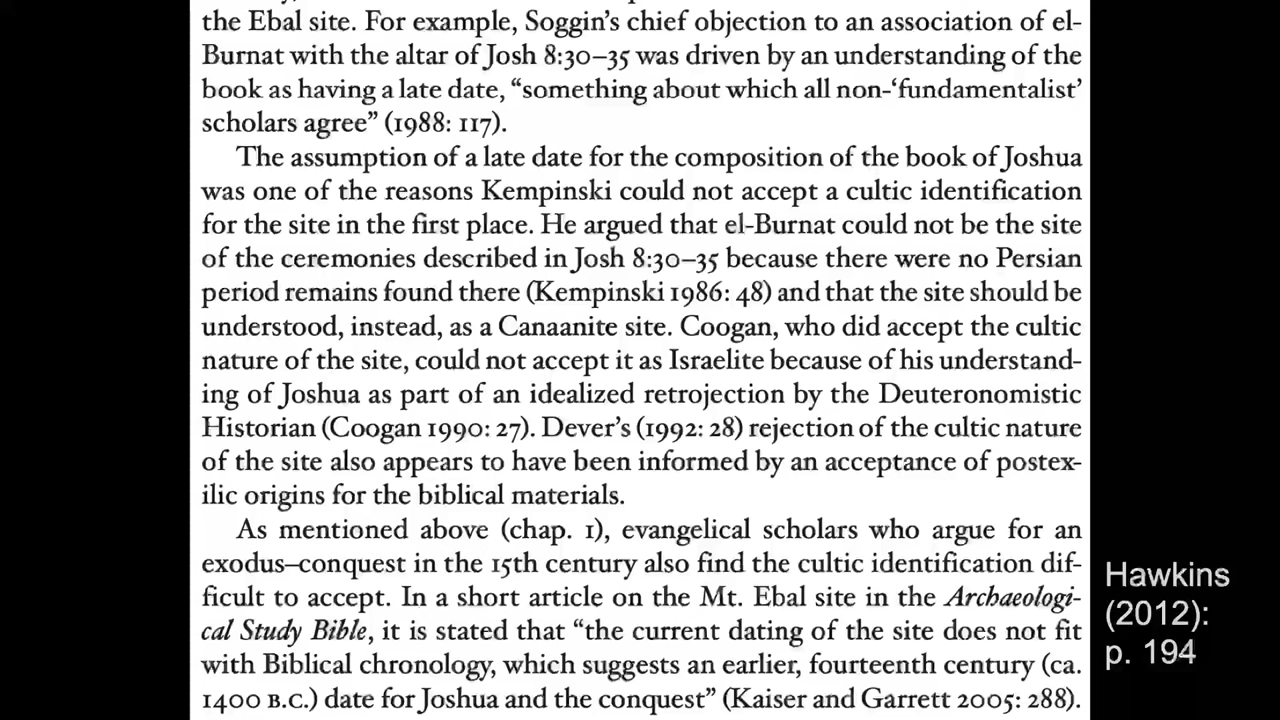 the Ebal site. For example, Soggin’s chief objection to an association of el-
Burnat with the altar of Josh 8:30–35 was driven by an understanding of the
book as having a late date, “something about which all non-‘fundamentalist’
scholars agree” (1988: 117).
The assumption of a late date for the composition of the book of Joshua
was one of the reasons Kempinski could not accept a cultic identification
for the site in the first place. He argued that el-Burnat could not be the site
of the ceremonies described in Josh 8:30–35 because there were no Persian
period remains found there (Kempinski 1986: 48) and that the site should be
understood, instead, as a Canaanite site. Coogan, who did accept the cultic
nature of the site, could not accept it as Israelite because of his understand-
ing of Joshua as part of an idealized retrojection by the Deuteronomistic
Historian (Coogan 1990: 27). Dever’s (1992: 28) rejection of the cultic nature
of the site also appears to have been informed by an acceptance of postex-
ilic origins for the biblical materials.
As mentioned above (chap. 1), evangelical scholars who argue for an
exodus–conquest in the 15th century also find the cultic identification dif-
ficult to accept. In a short article on the Mt. Ebal site in the Archaeologi-
cal Study Bible, it is stated that “the current dating of the site does not fit
with Biblical chronology, which suggests an earlier, fourteenth century (ca.
1400 B.C.) date for Joshua and the conquest” (Kaiser and Garrett 2005: 288).
Hawkins
(2012):
p. 194